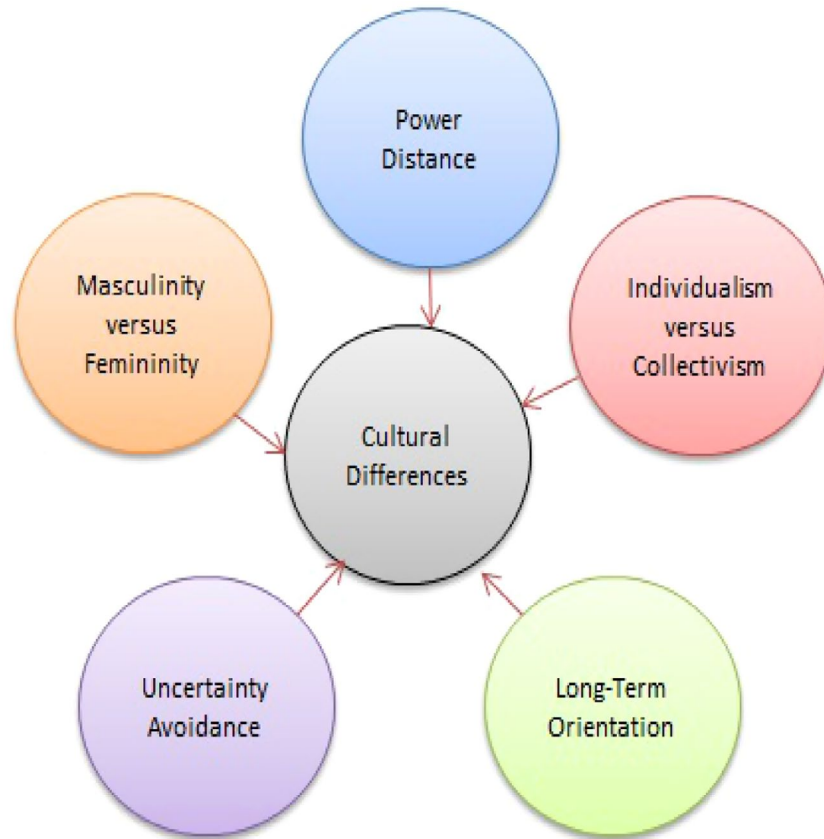 Power
Distance
Masculinity
versus
Femininity
Individualism
versus
Collectivism
Cultural
Differences
Uncertainty
Avoidance
Long-Term
Orientation